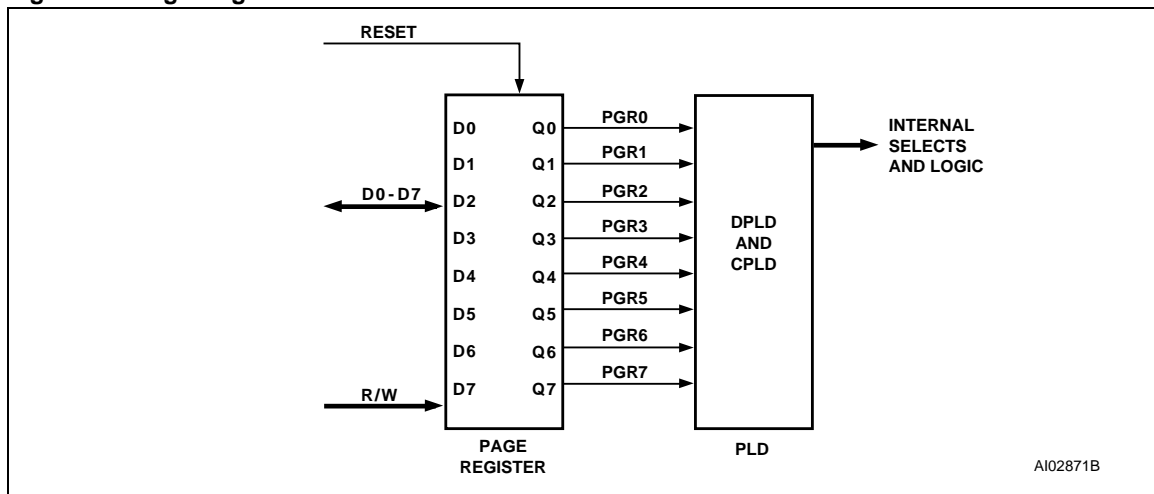 RESET
D0 Q0 PGR0
D1 Q1 PGR1
D0-D7 D2 Q2 PGR2
D3 Q3 PGR3
D4 Q4 PGR4
D5 Q5 PGR5
D6 Q6 PGR6
R/W D7 Q7 PGR7
DPLD
AND
CPLD
INTERNAL
SELECTS
AND LOGIC
PAGE
REGISTER
PLD
AI02871B